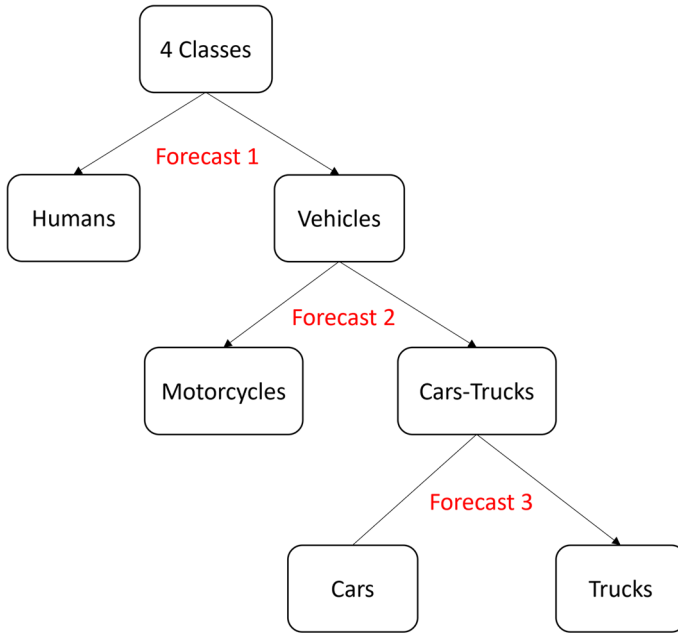 4 Classes
Forecast 1
Humans
Vehicles
Forecast 2
Motorcycles
Cars-Trucks
Forecast 3
Cars
Trucks